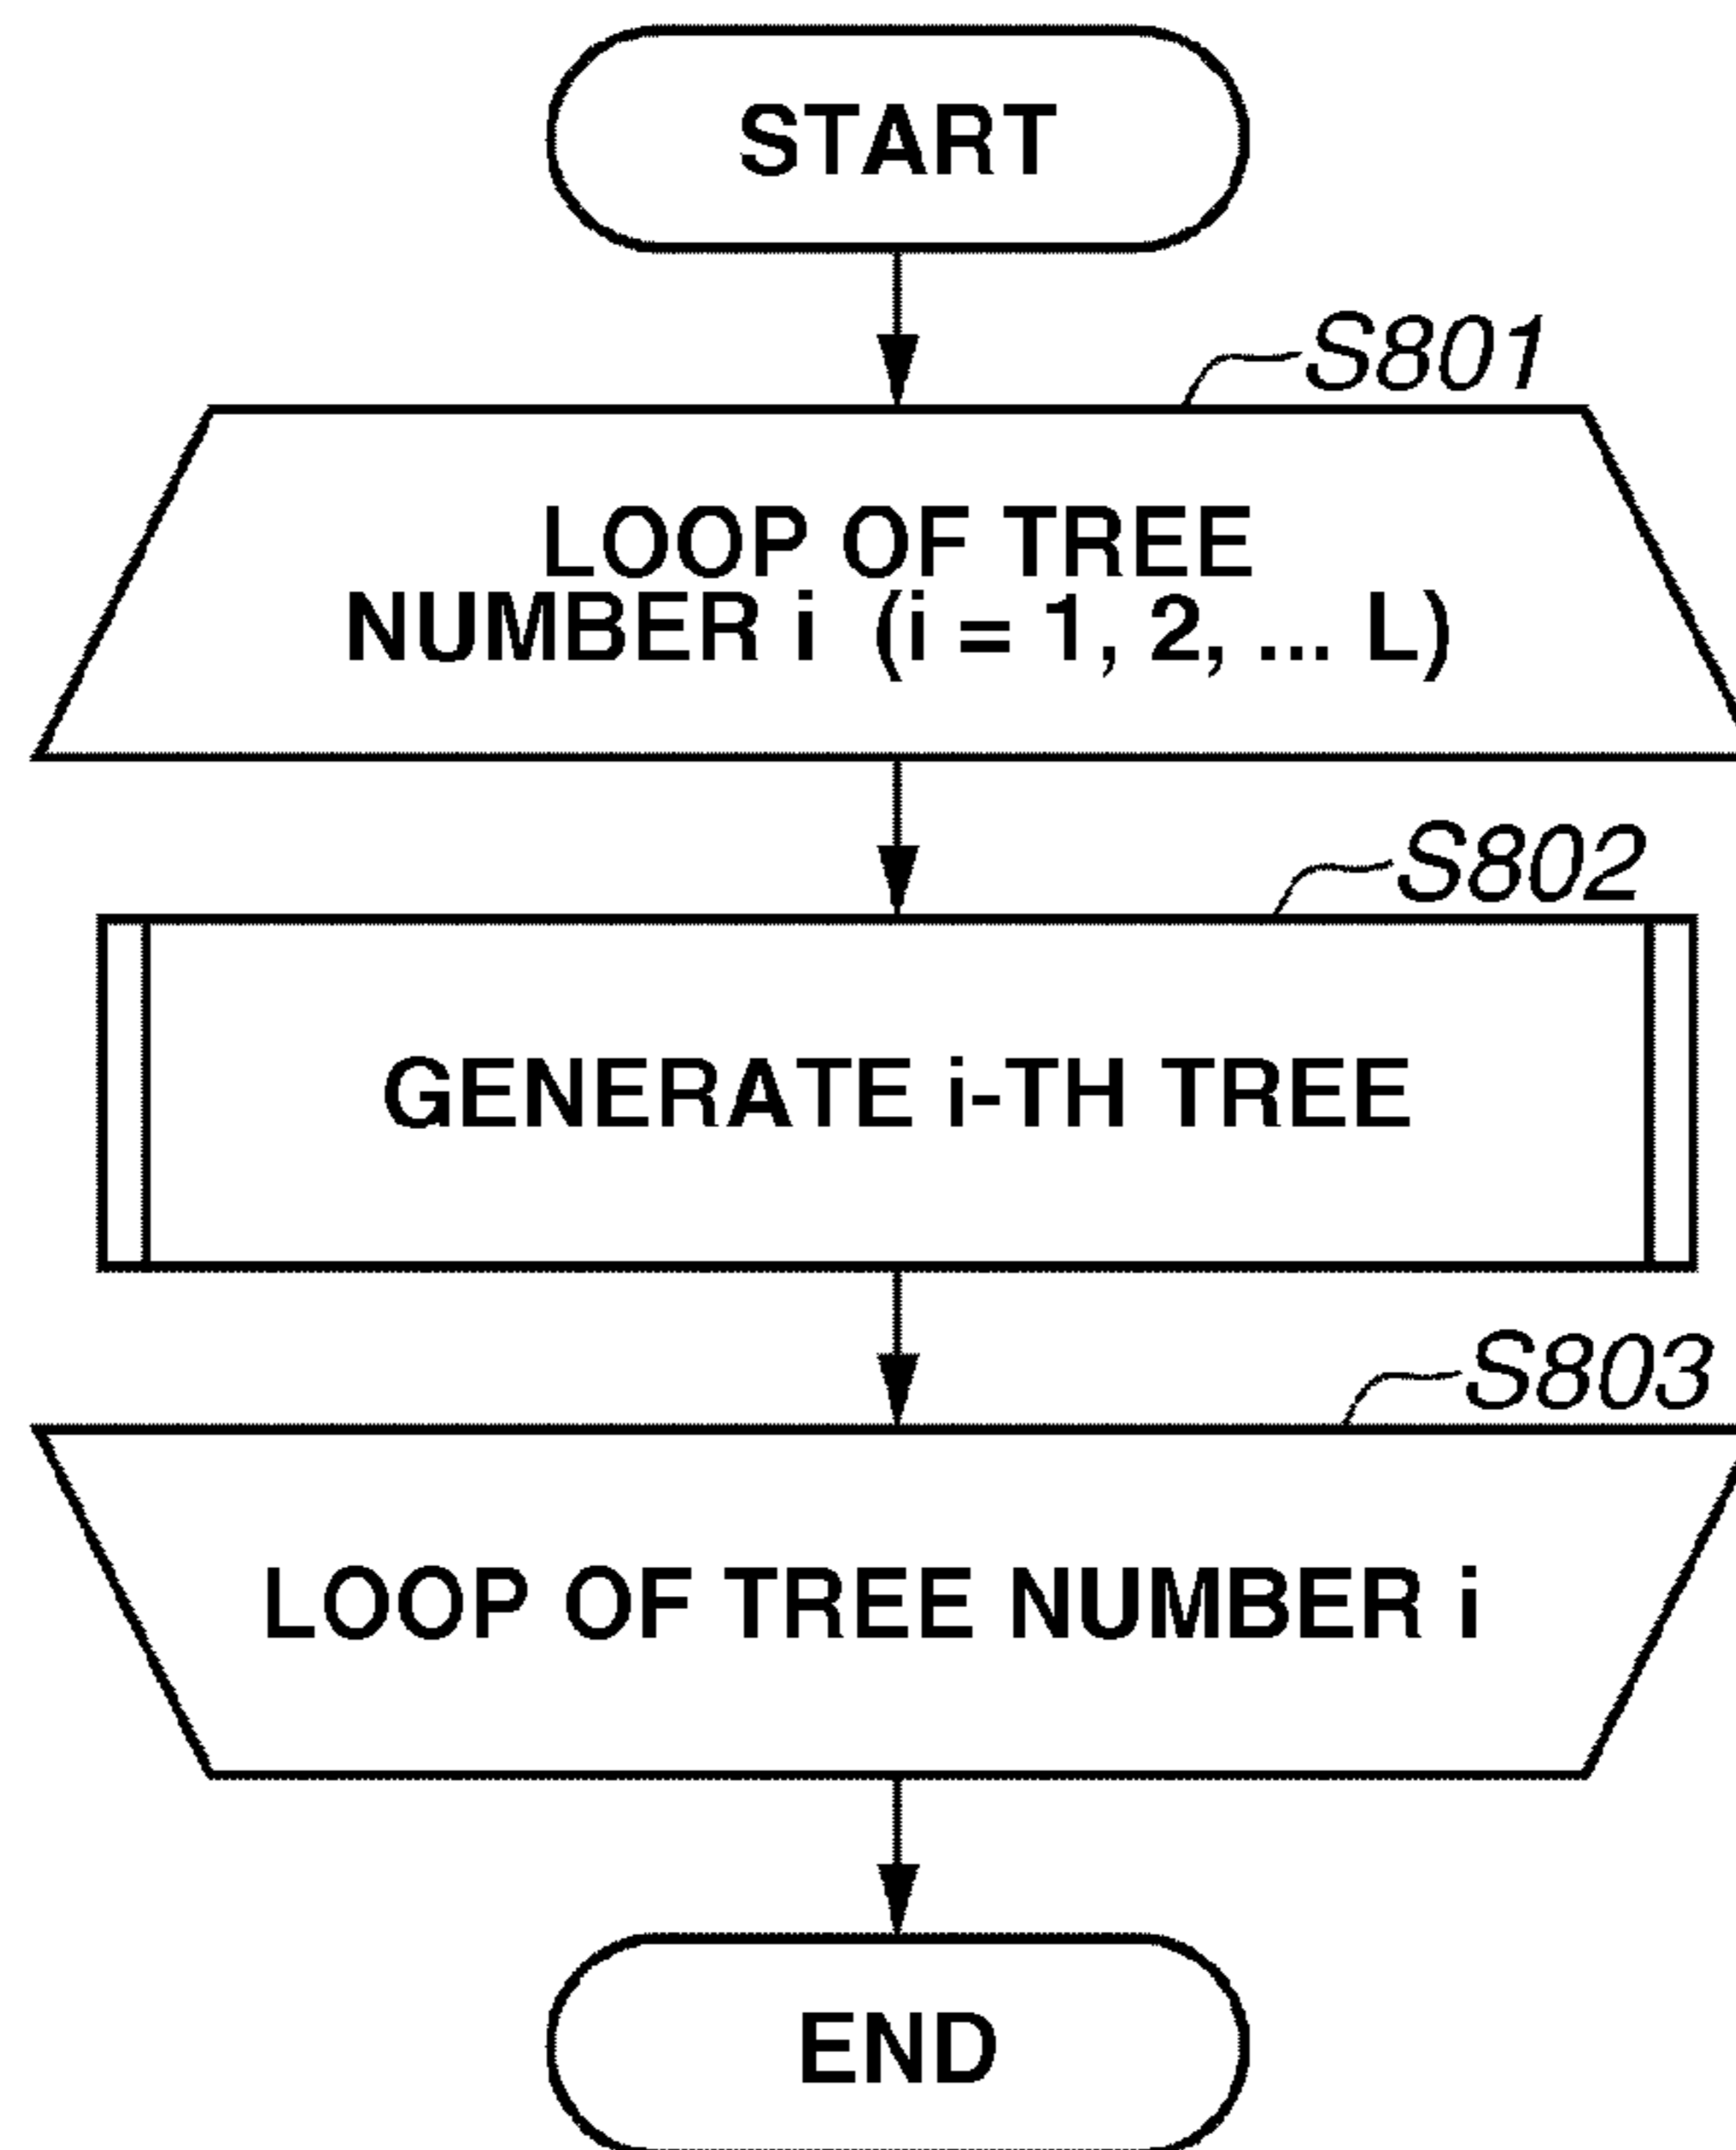 START
S801
LOOP OF TREE
NUMBER i (i = 1, 2, ... L)
S802
GENERATE i-TH TREE
S803
LOOP OF TREE NUMBER i
END